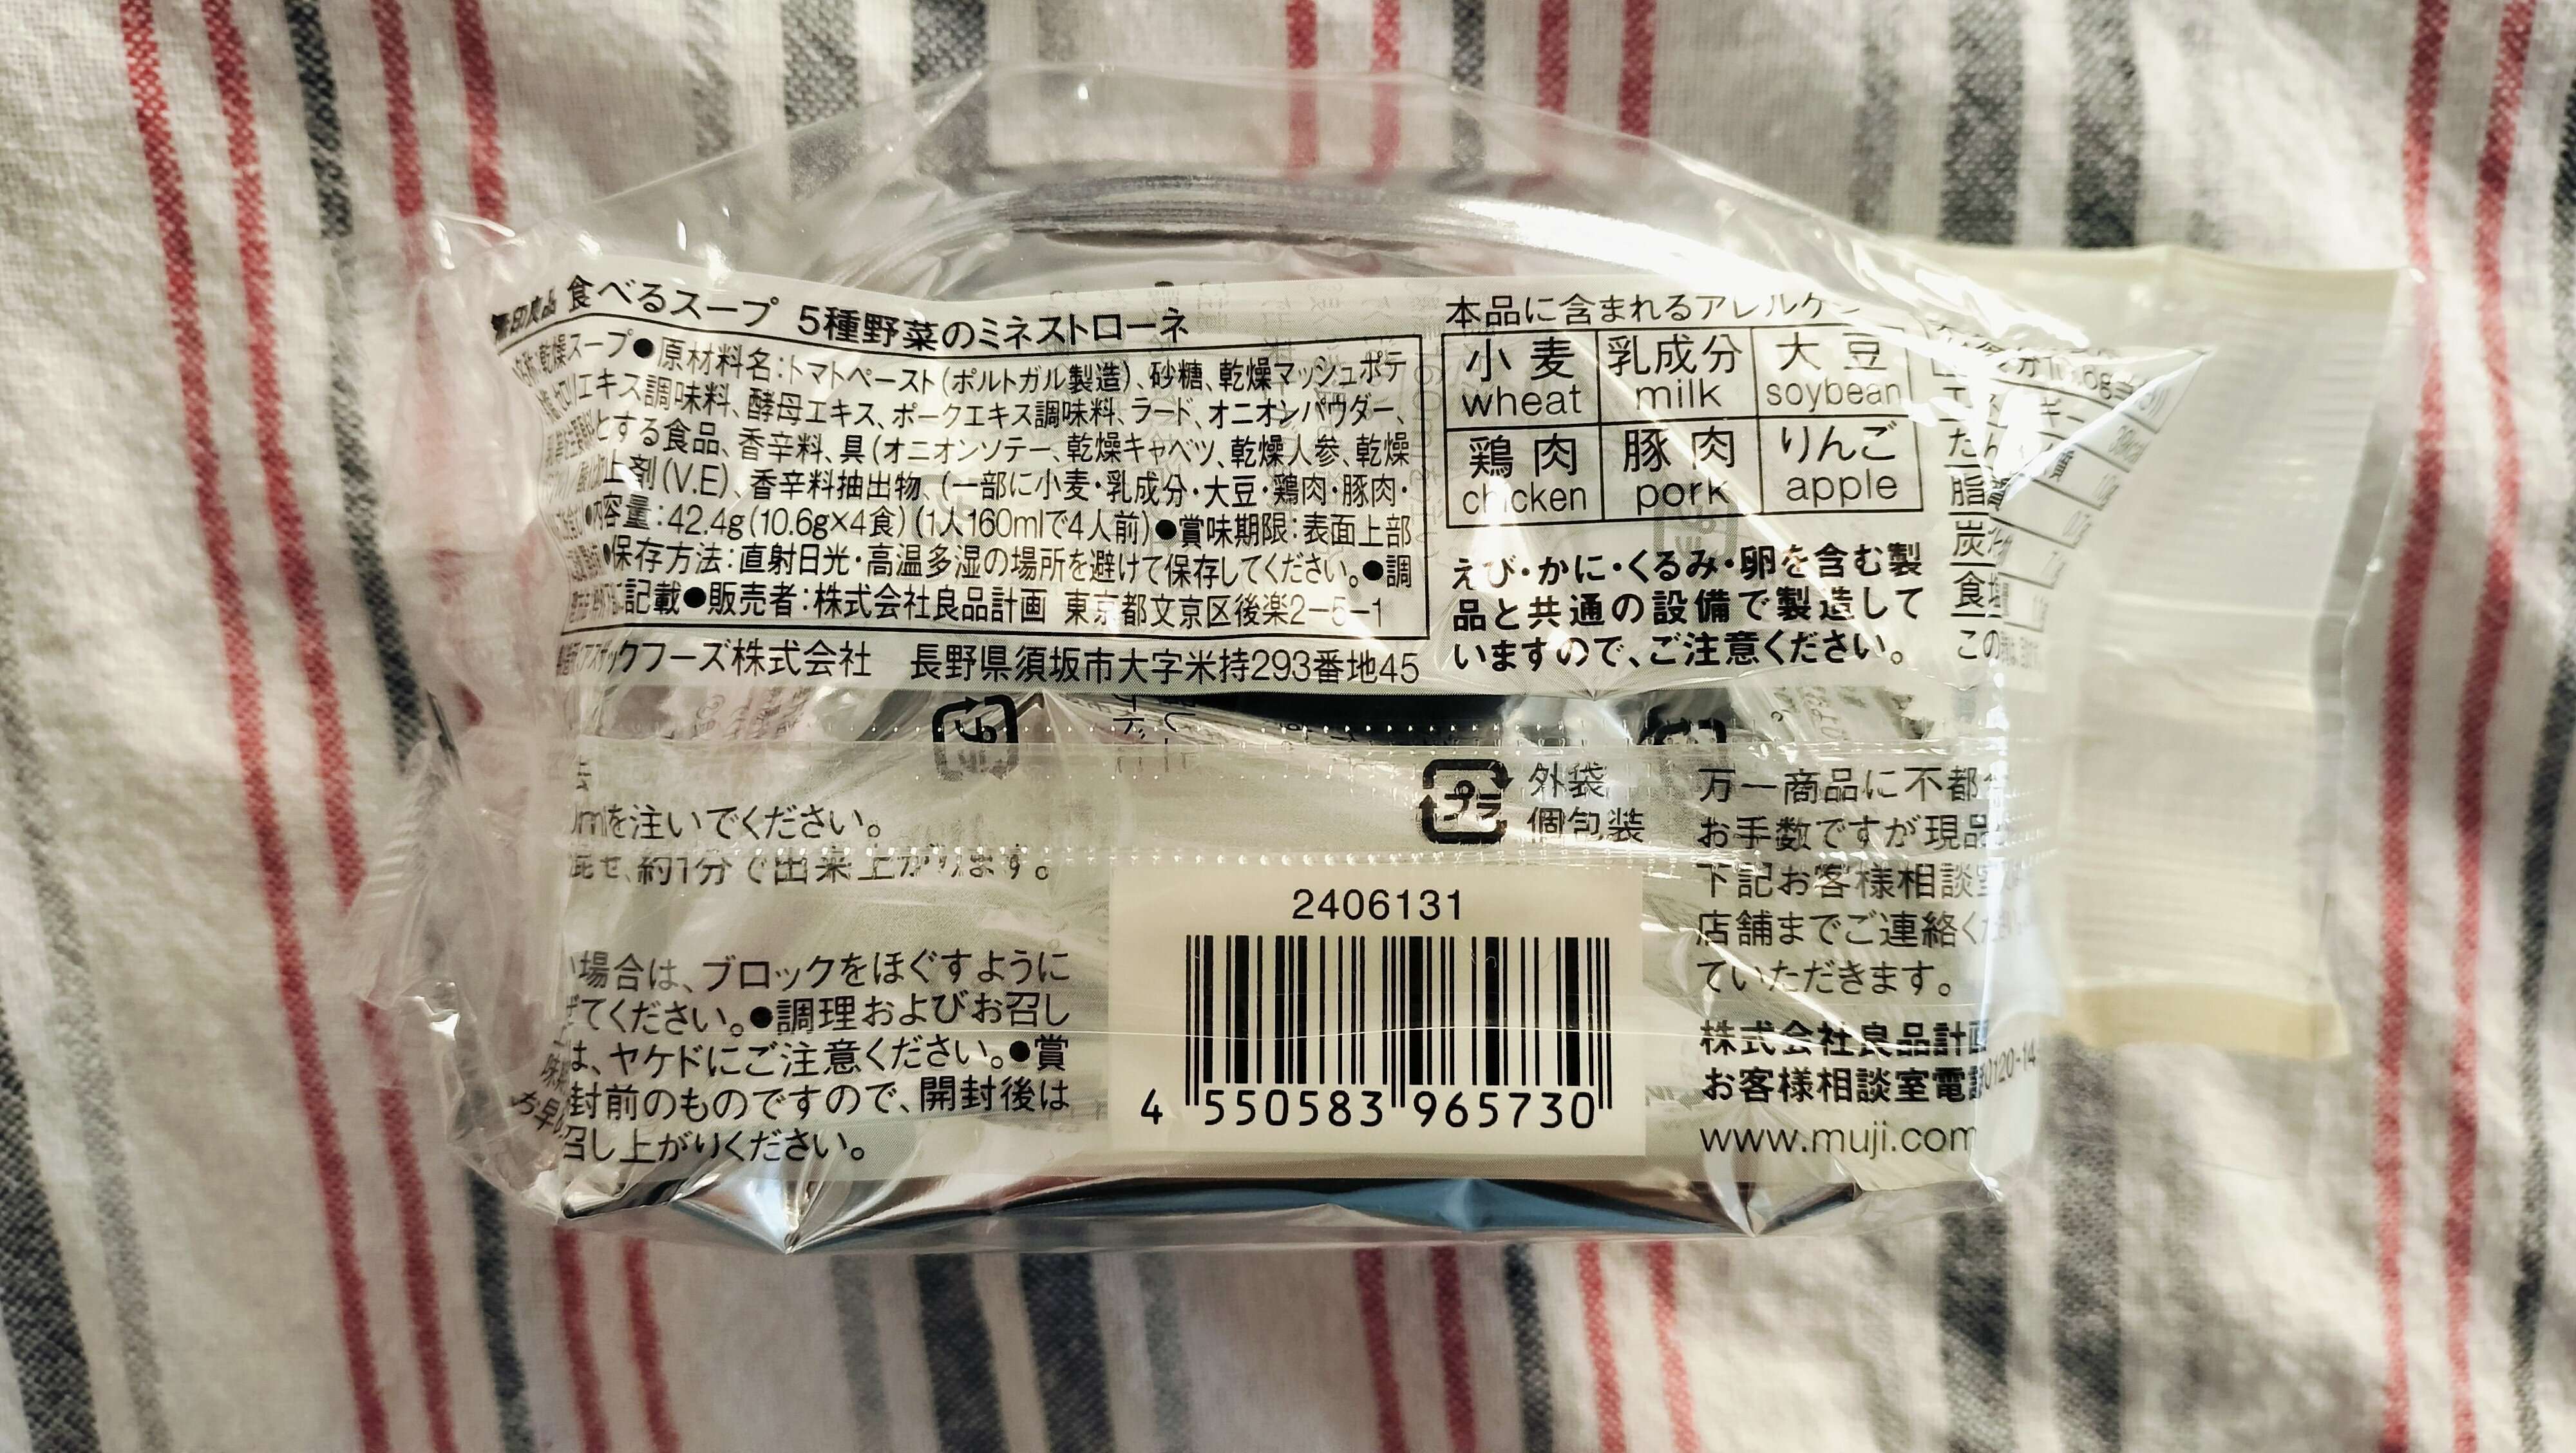 食べるスープ 5種野菜のミネストローネ
乾燥スープ●原材料名:トマトペースト(ポルトガル製造)、砂糖、乾燥マッシュポテ
エキス調味料、酵母エキス、ポークエキス調味料、ラード、オニオンパウダー、
とする食品、香辛料、具(オニオンソテー、乾燥キャベツ、乾燥人参、乾燥
止剤(V.E)、香辛料抽出物、(一部に小麦・乳成分・大豆・鶏肉・豚肉・
●内容量:42.4g(10.6g×4食)(1人160mlで4人前)●賞味期限:表面上部
●保存方法:直射日光・高温多湿の場所を避けて保存してください。●調
に記載●販売者:株式会社良品計画 東京都文京区後楽2-5-1
クフーズ株式会社 長野県須坂市大字米持293番地45
本品に含まれるアレルゲ
小麦 乳成分 大豆
wheat milk soybean
鶏肉 豚肉 りんご
chicken pork apple
えび・かに・くるみ・卵を含む製
品と共通の設備で製造して
いますので、ご注意ください。
たん
脂
炭
食塩
この
mlを注いでください。
混ぜ、約1分で出来上がります。
場合は、ブロックをほぐすように
てください。●調理およびお召し
は、ヤケドにご注意ください。●賞
封前のものですので、開封後は
召し上がりください。
プラ 外袋
個包装
2406131
4 550583 965730
万一商品に不都合
お手数ですが現品
下記お客様相談室
店舗までご連絡く
ていただきます。
株式会社良品計画
お客様相談室電話0120-14
www.muji.com